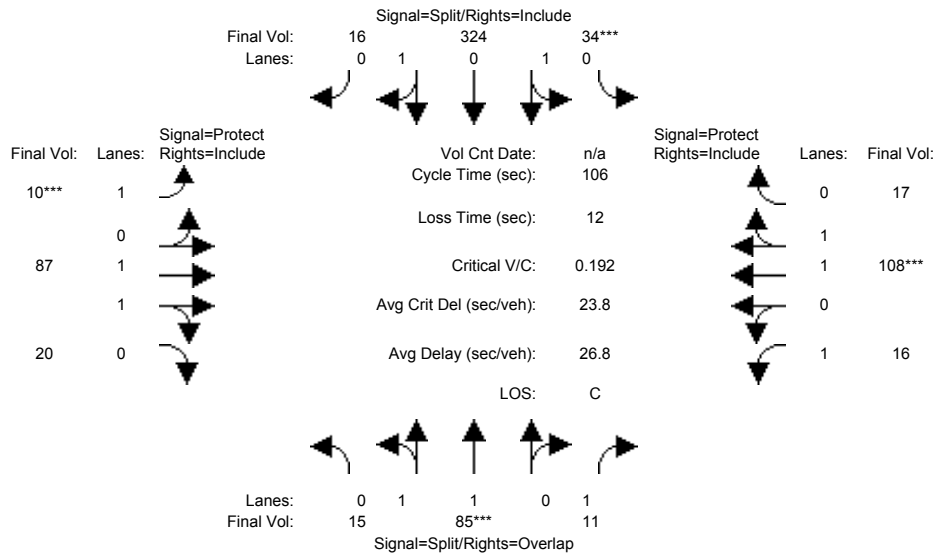 Signal=Split/Rights=Include
Final Vol: 16 324 34***
Lanes: 0 1 0 1 0
Signal=Protect
Final Vol: Lanes: Rights=Include
Vol Cnt Date: n/a
Signal=Protect
Rights=Include Lanes: Final Vol:
10*** 1
Cycle Time (sec): 106
0 17
0
Loss Time (sec): 12
1
87 1
Critical V/C: 0.192
1 108***
1
Avg Crit Del (sec/veh): 23.8
0
20 0
Avg Delay (sec/veh): 26.8
1 16
LOS: C
Lanes: 0 1 1 0 1
Final Vol: 15 85*** 11
Signal=Split/Rights=Overlap